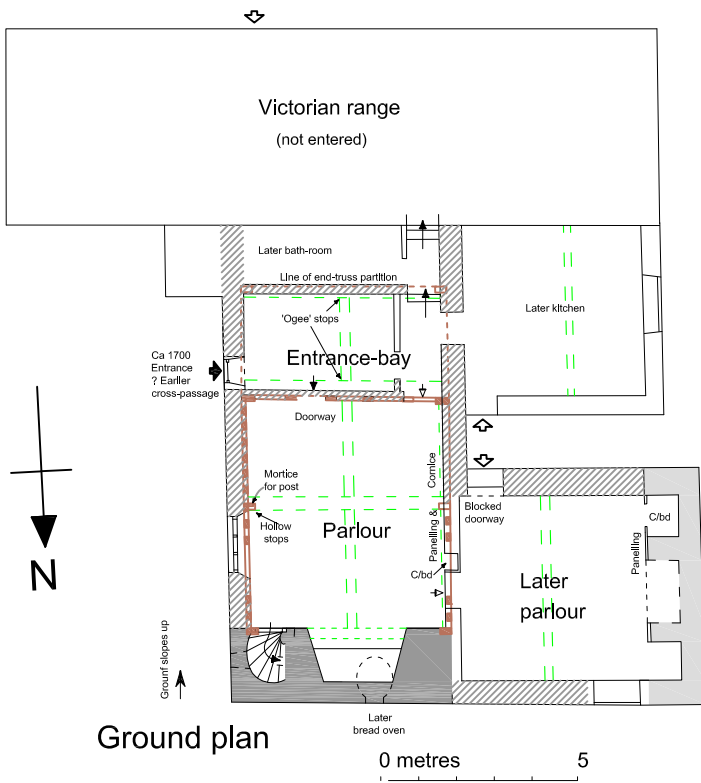 Victorian range
(not entered)
Later bath-room
LIne of end-truss partItIon
'Ogee' stops
Later kItchen
Entrance-bay
Ca 1700
Entrance
? EarlIer
cross-passage
Doorway
CornIce
PanellIng &
Mortice
for post
Hollow
stops
Parlour
C/bd
Blocked
doorway
C/bd
PanellIng
Later
parlour
N
Grounf slopes up
Later
bread oven
Ground plan
0 metres 5